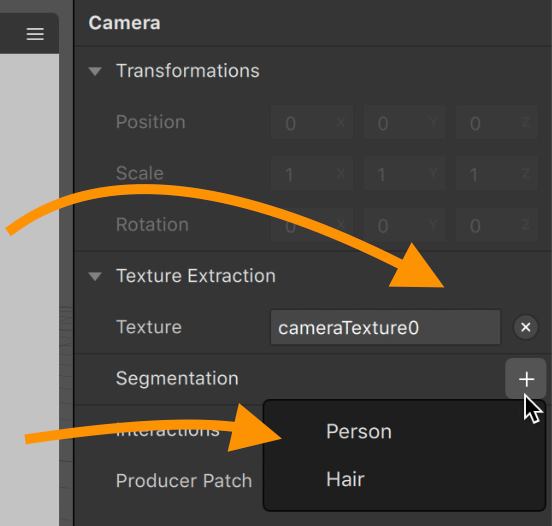 Camera
Transformations
Position 0 X 0 Y 0 Z
Scale 1 X 1 Y 1 Z
Rotation 0 X 0 Y 0 Z
Texture Extraction
Texture cameraTexture0
Segmentation +
Interactions
Person
Producer Patch
Hair